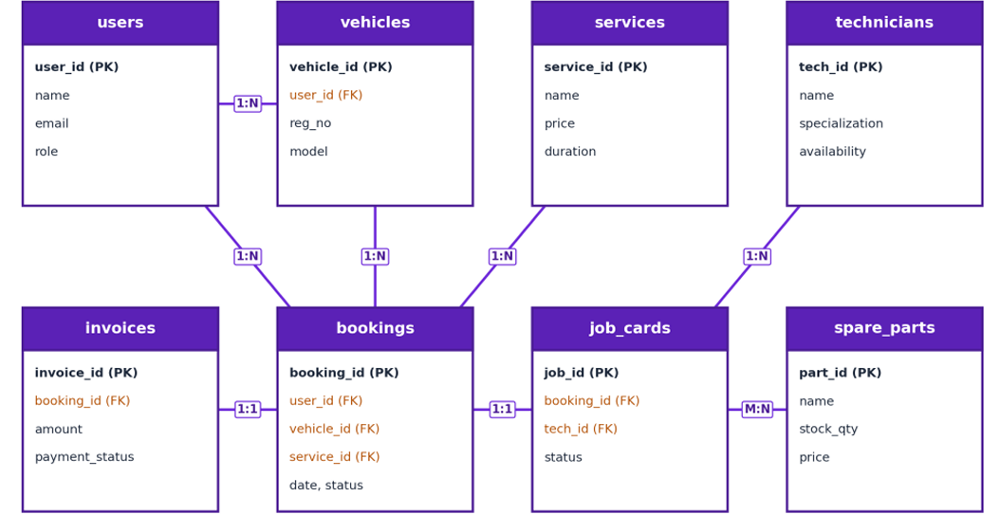 users
user_id (PK)
name
email
role
1:N
vehicles
vehicle_id (PK)
user_id (FK)
reg_no
model
services
service_id (PK)
name
price
duration
technicians
tech_id (PK)
name
specialization
availability
1:N
1:N
1:N
1:N
invoices
invoice_id (PK)
booking_id (FK)
amount
payment_status
1:1
bookings
booking_id (PK)
user_id (FK)
vehicle_id (FK)
service_id (FK)
date, status
1:1
job_cards
job_id (PK)
booking_id (FK)
tech_id (FK)
status
M:N
spare_parts
part_id (PK)
name
stock_qty
price